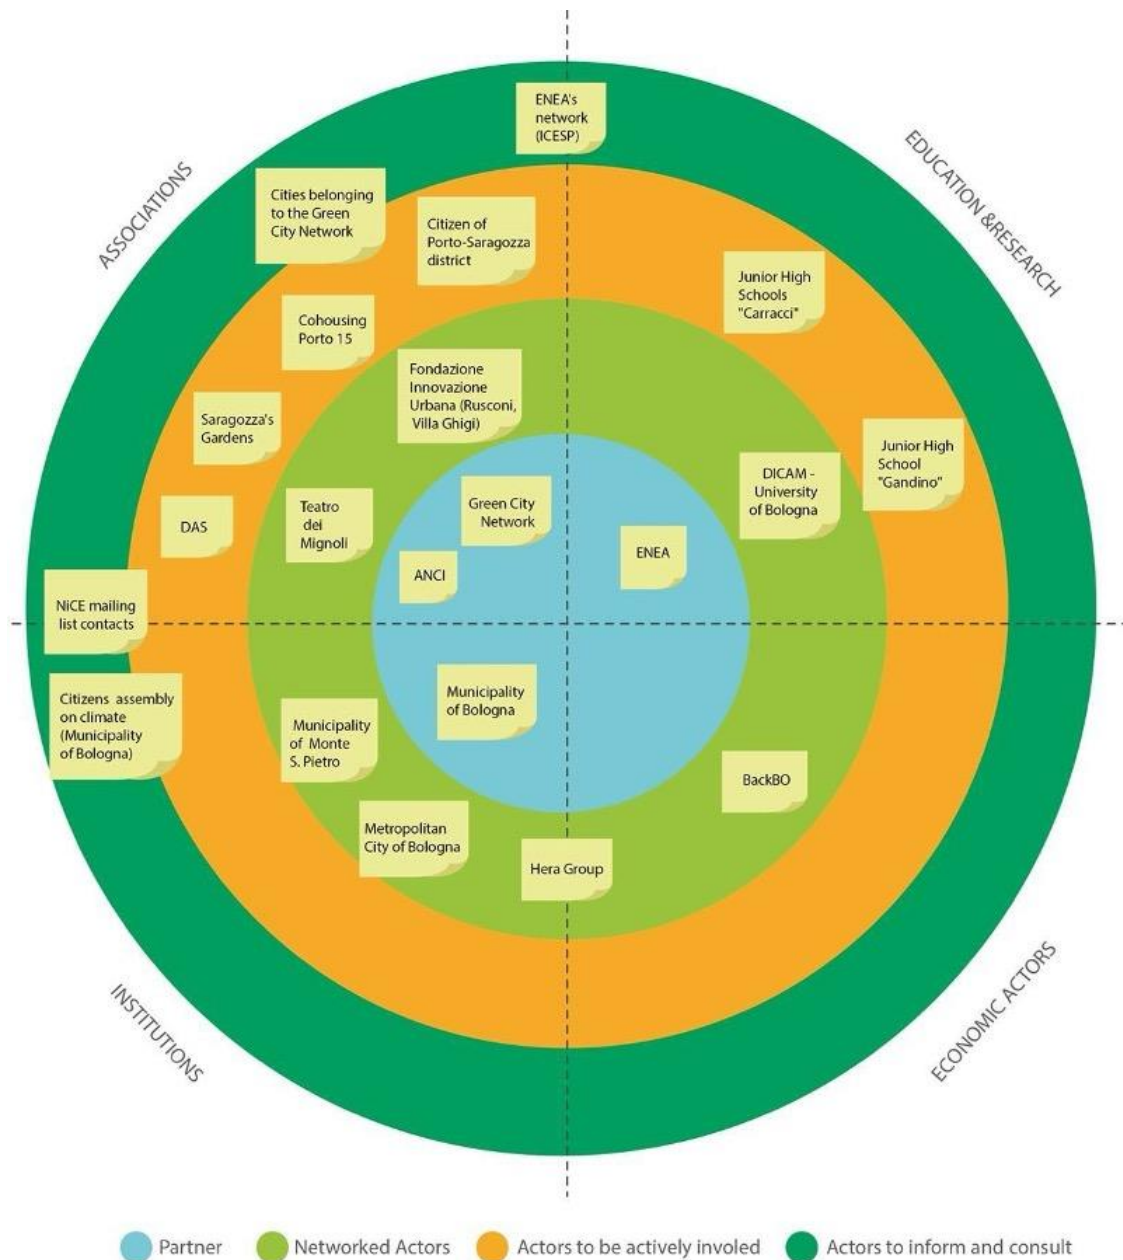 ENEA's
network
(ICESP)
ASSOCIATIONS
EDUCATION &RESEARCH
Cities belonging
to the Green
City Network
Citizen of
Porto-Saragozza
district
Junior High
Schools
"Carracci"
Cohousing
Porto 15
Fondazione
Innovazione
Urbana (Rusconi,
Villa Ghigi)
Saragozza's
Gardens
Junior High
School
"Gandino"
DICAM -
University
of Bologna
Teatro
dei
Mignoli
Green City
Network
DAS
ENEA
ANCI
NiCE mailing
list contacts
Citizens assembly
on climate
(Municipality
of Bologna)
Municipality
of Bologna
Municipality
of Monte
S. Pietro
BackBO
Metropolitan
City of Bologna
Hera Group
INSTITUTIONS
ECONOMIC ACTORS
Partner
Networked Actors
Actors to be actively involed
Actors to inform and consult